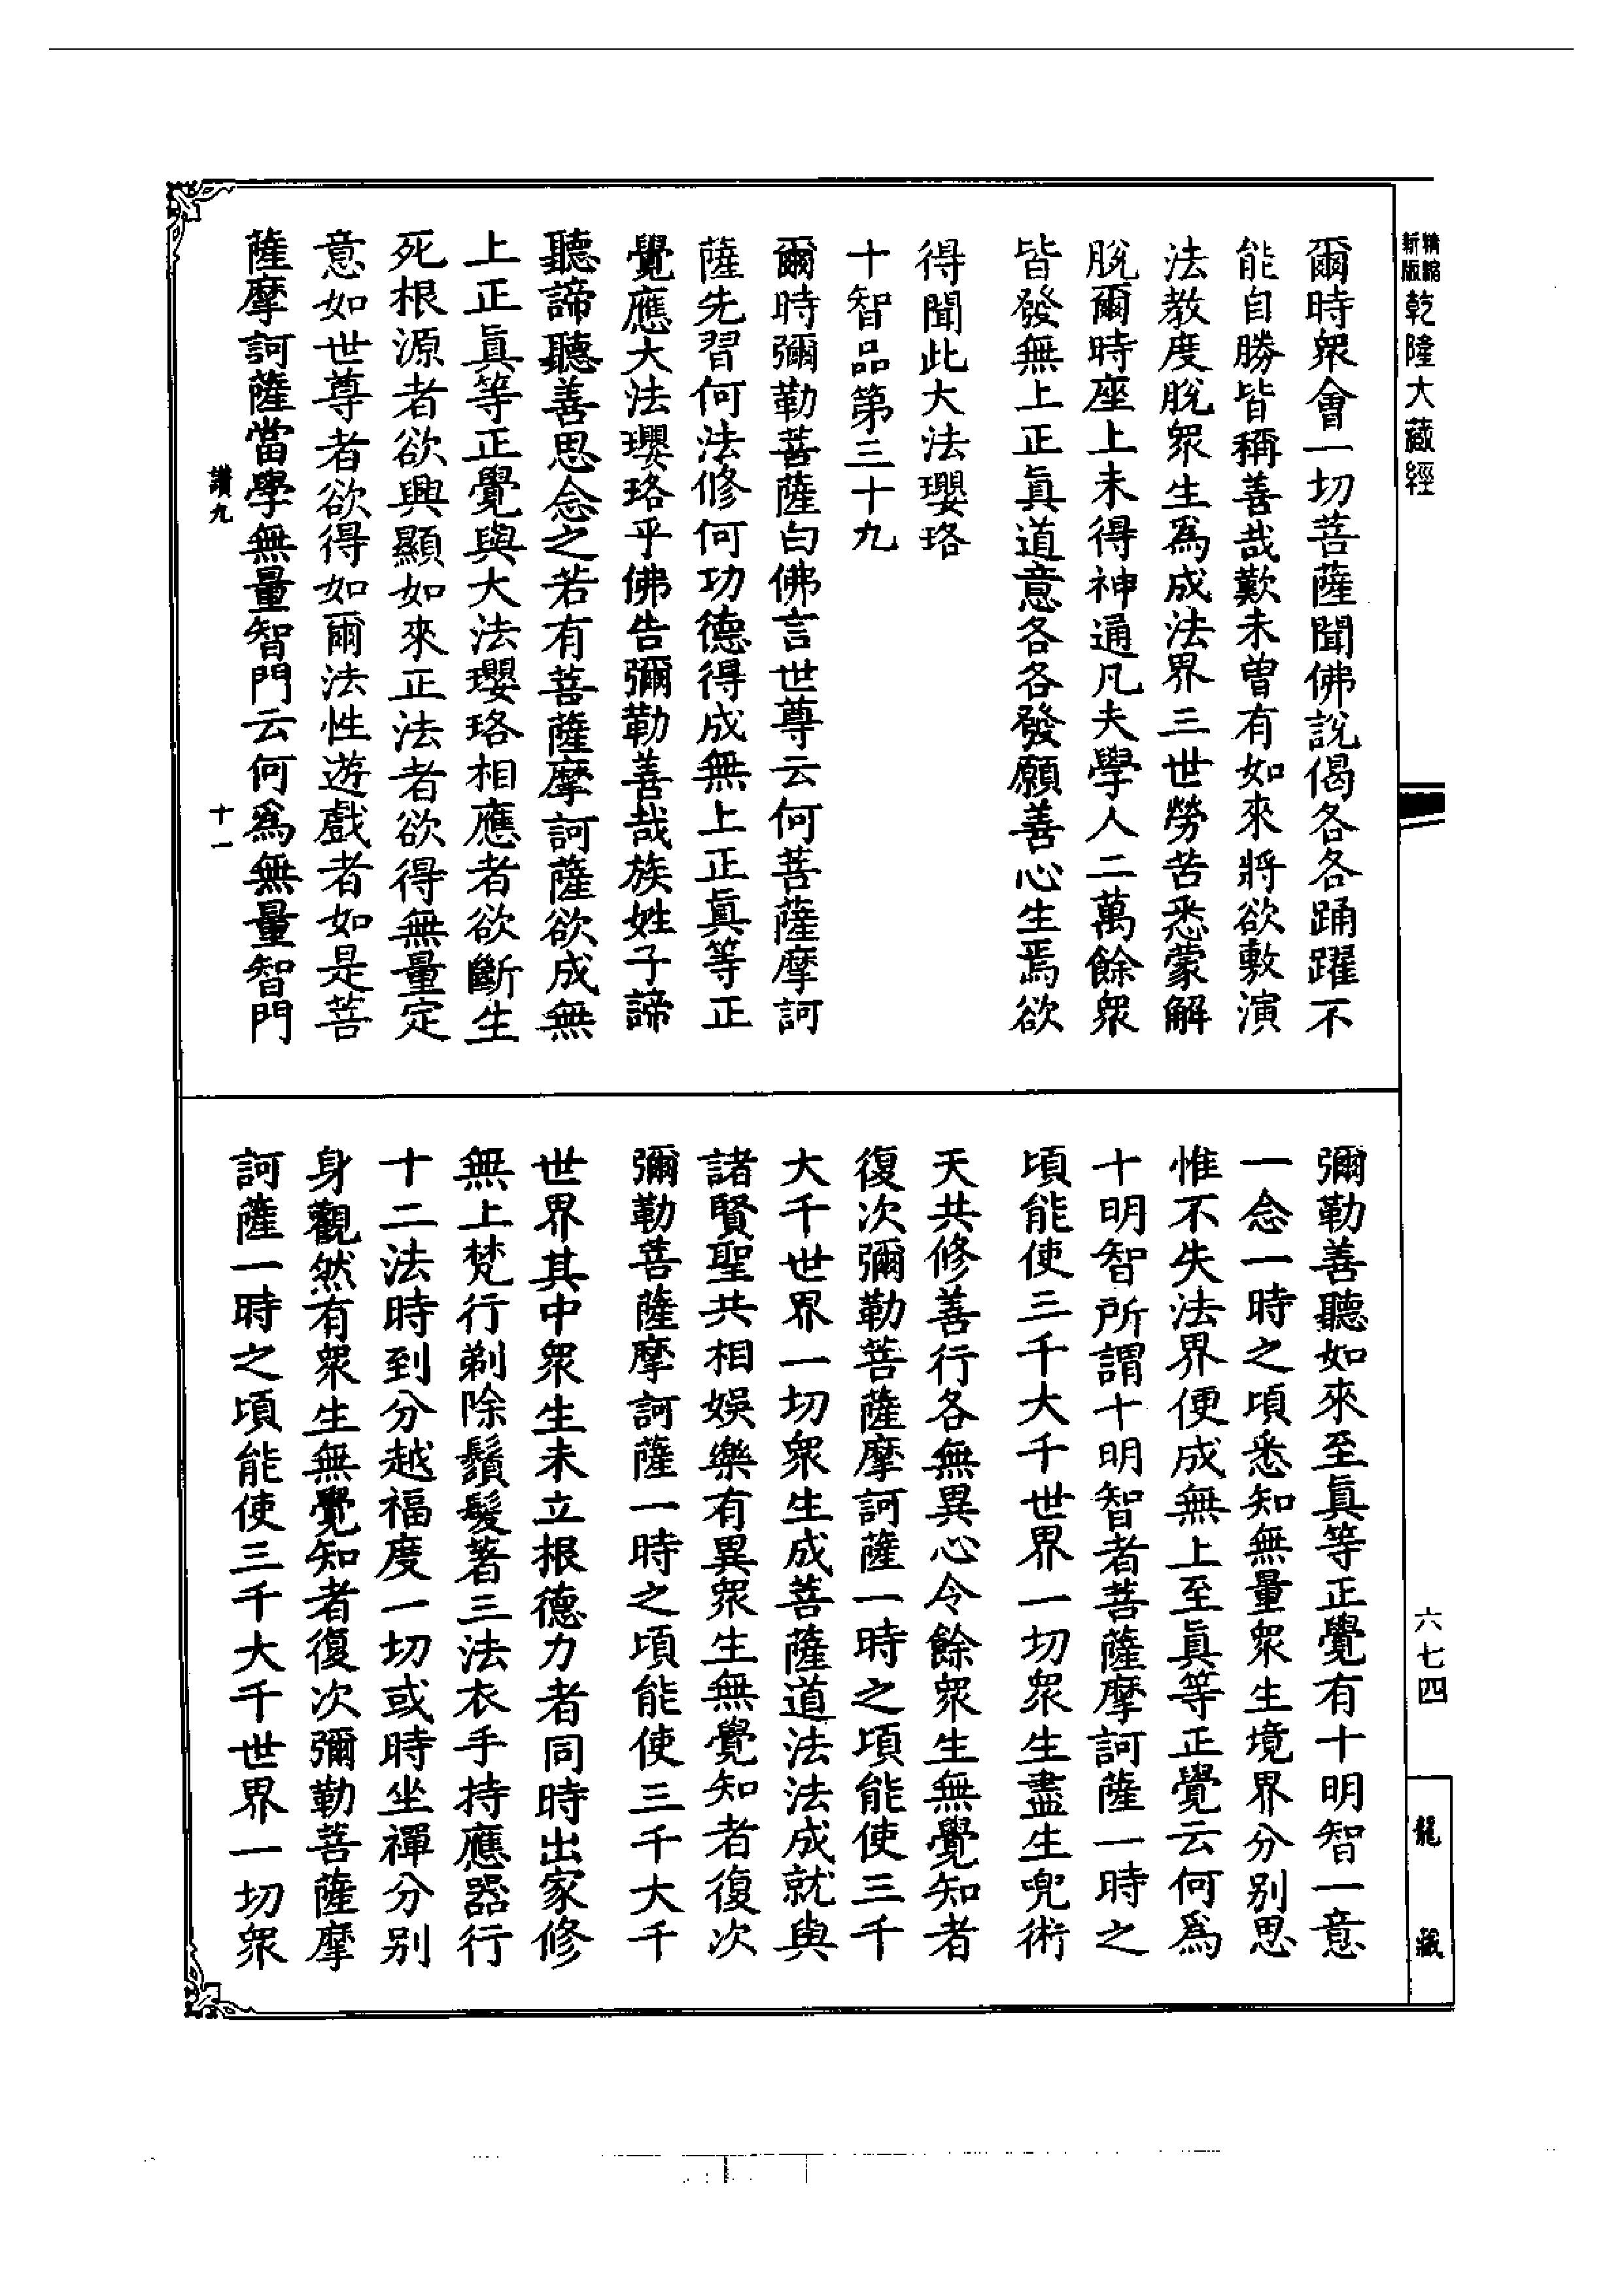 精縮新版乾隆大藏經
爾時眾會一切菩薩聞佛說偈各各踊躍不
能自勝皆稱善哉歎未曾有如來將欲敷演
法教度脫眾生爲成法界三世勞苦悉蒙解
脫爾時座上未得神通凡夫學人二萬餘眾
皆發無上正眞道意各各發願善心生焉欲
得聞此大法瓔珞
十智品第三十九
爾時彌勒菩薩白佛言世尊云何菩薩摩訶
薩先習何法修何功德得成無上正眞等正
覺應大法瓔珞乎佛告彌勒善哉族姓子諦
聽諦聽善思念之若有菩薩摩訶薩欲成無
上正眞等正覺與大法瓔珞相應者欲斷生
死根源者欲興顯如來正法者欲得無量定
意如世尊者欲得如爾法性遊戲者如是菩
薩摩訶薩當學無量智門云何爲無量智門
讚九
十一
彌勒善聽如來至眞等正覺有十明智一意
一念一時之頃悉知無量眾生境界分別思
惟不失法界便成無上至眞等正覺云何爲
十明智所謂十明智者菩薩摩訶薩一時之
頃能使三千大千世界一切眾生盡生兜術
天共修善行各無異心令餘眾生無覺知者
復次彌勒菩薩摩訶薩一時之頃能使三千
大千世界一切眾生成菩薩道法法成就與
諸賢聖共相娛樂有異眾生無覺知者復次
彌勒菩薩摩訶薩一時之頃能使三千大千
世界其中眾生未立根德力者同時出家修
無上梵行剃除鬚髮著三法衣手持應器行
十二法時到分越福度一切或時坐禪分別
身觀然有眾生無覺知者復次彌勒菩薩摩
訶薩一時之頃能使三千大千世界一切眾
六七四
龍藏